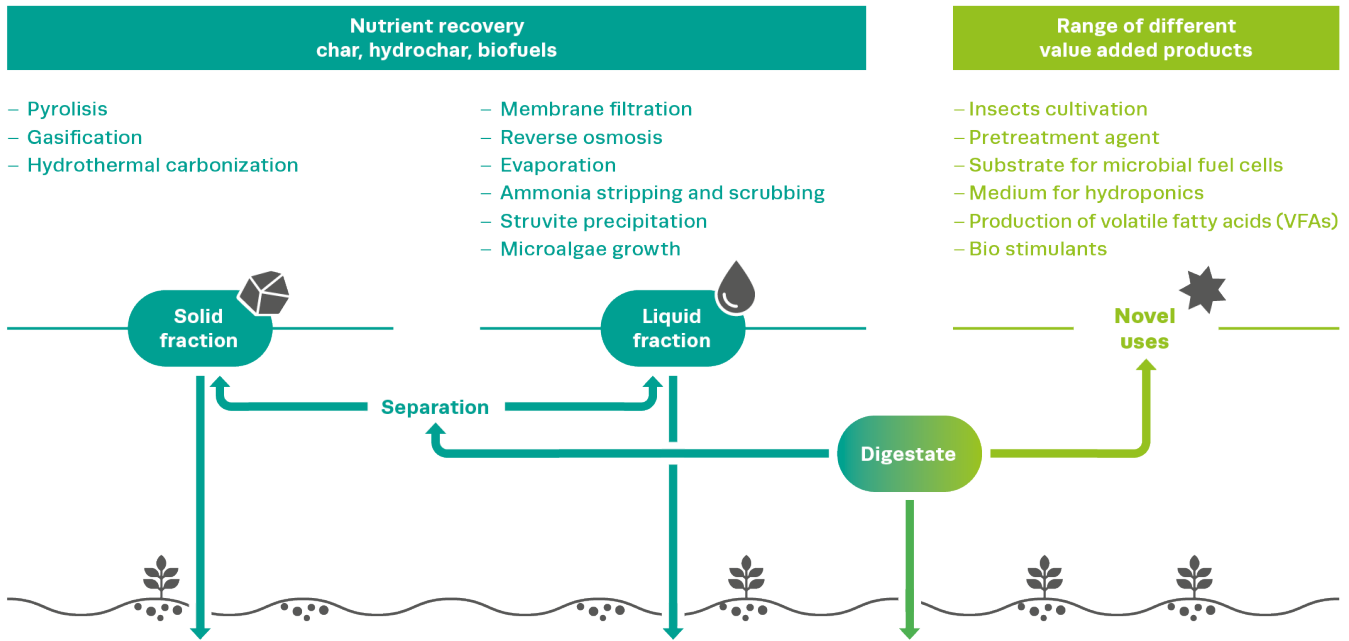 Nutrient recovery
char, hydrochar, biofuels
– Pyrolisis
– Gasification
– Hydrothermal carbonization
– Membrane filtration
– Reverse osmosis
– Evaporation
– Ammonia stripping and scrubbing
– Struvite precipitation
– Microalgae growth
Range of different
value added products
– Insects cultivation
– Pretreatment agent
– Substrate for microbial fuel cells
– Medium for hydroponics
– Production of volatile fatty acids (VFAs)
– Bio stimulants
Solid
fraction
Liquid
fraction
Novel
uses
Separation
Digestate